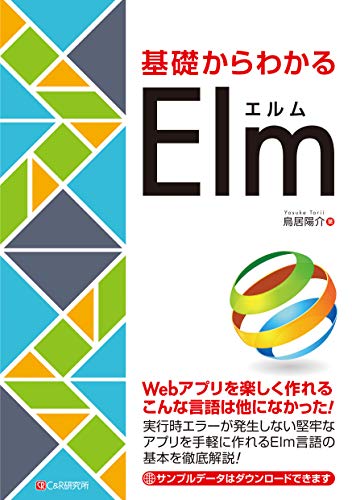 基礎からわかる
エルム
Elm
Yosuke Torii
鳥居陽介 著
Webアプリを楽しく作れる
こんな言語は他になかった!
実行時エラーが発生しない堅牢な
アプリを手軽に作れるElm言語の
基本を徹底解説!
サンプルデータはダウンロードできます
C&R研究所